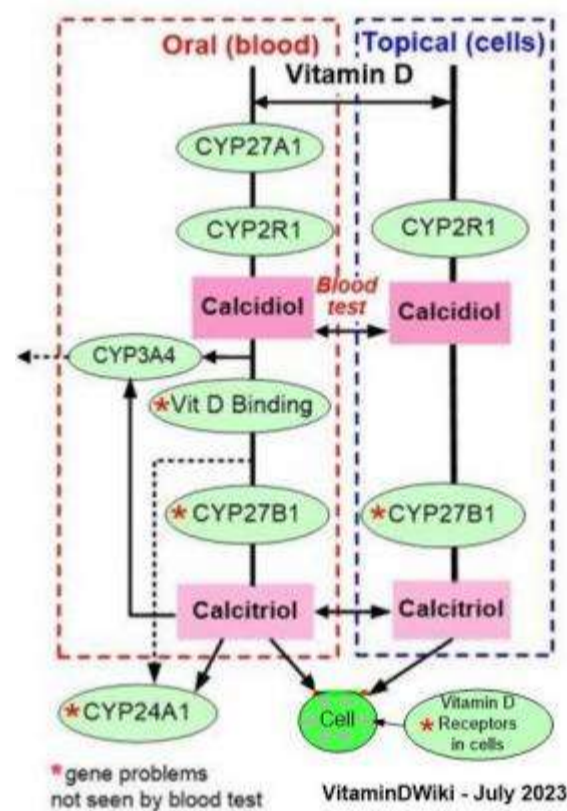 Oral (blood)
Topical (cells)
Vitamin D
CYP27A1
CYP2R1
CYP2R1
Calcidiol
Blood
test
Calcidiol
CYP3A4
*Vit D Binding
*CYP27B1
*CYP27B1
Calcitriol
Calcitriol
*CYP24A1
Cell
Vitamin D
* Receptors
in cells
*gene problems
not seen by blood test
VitaminDWiki - July 2023